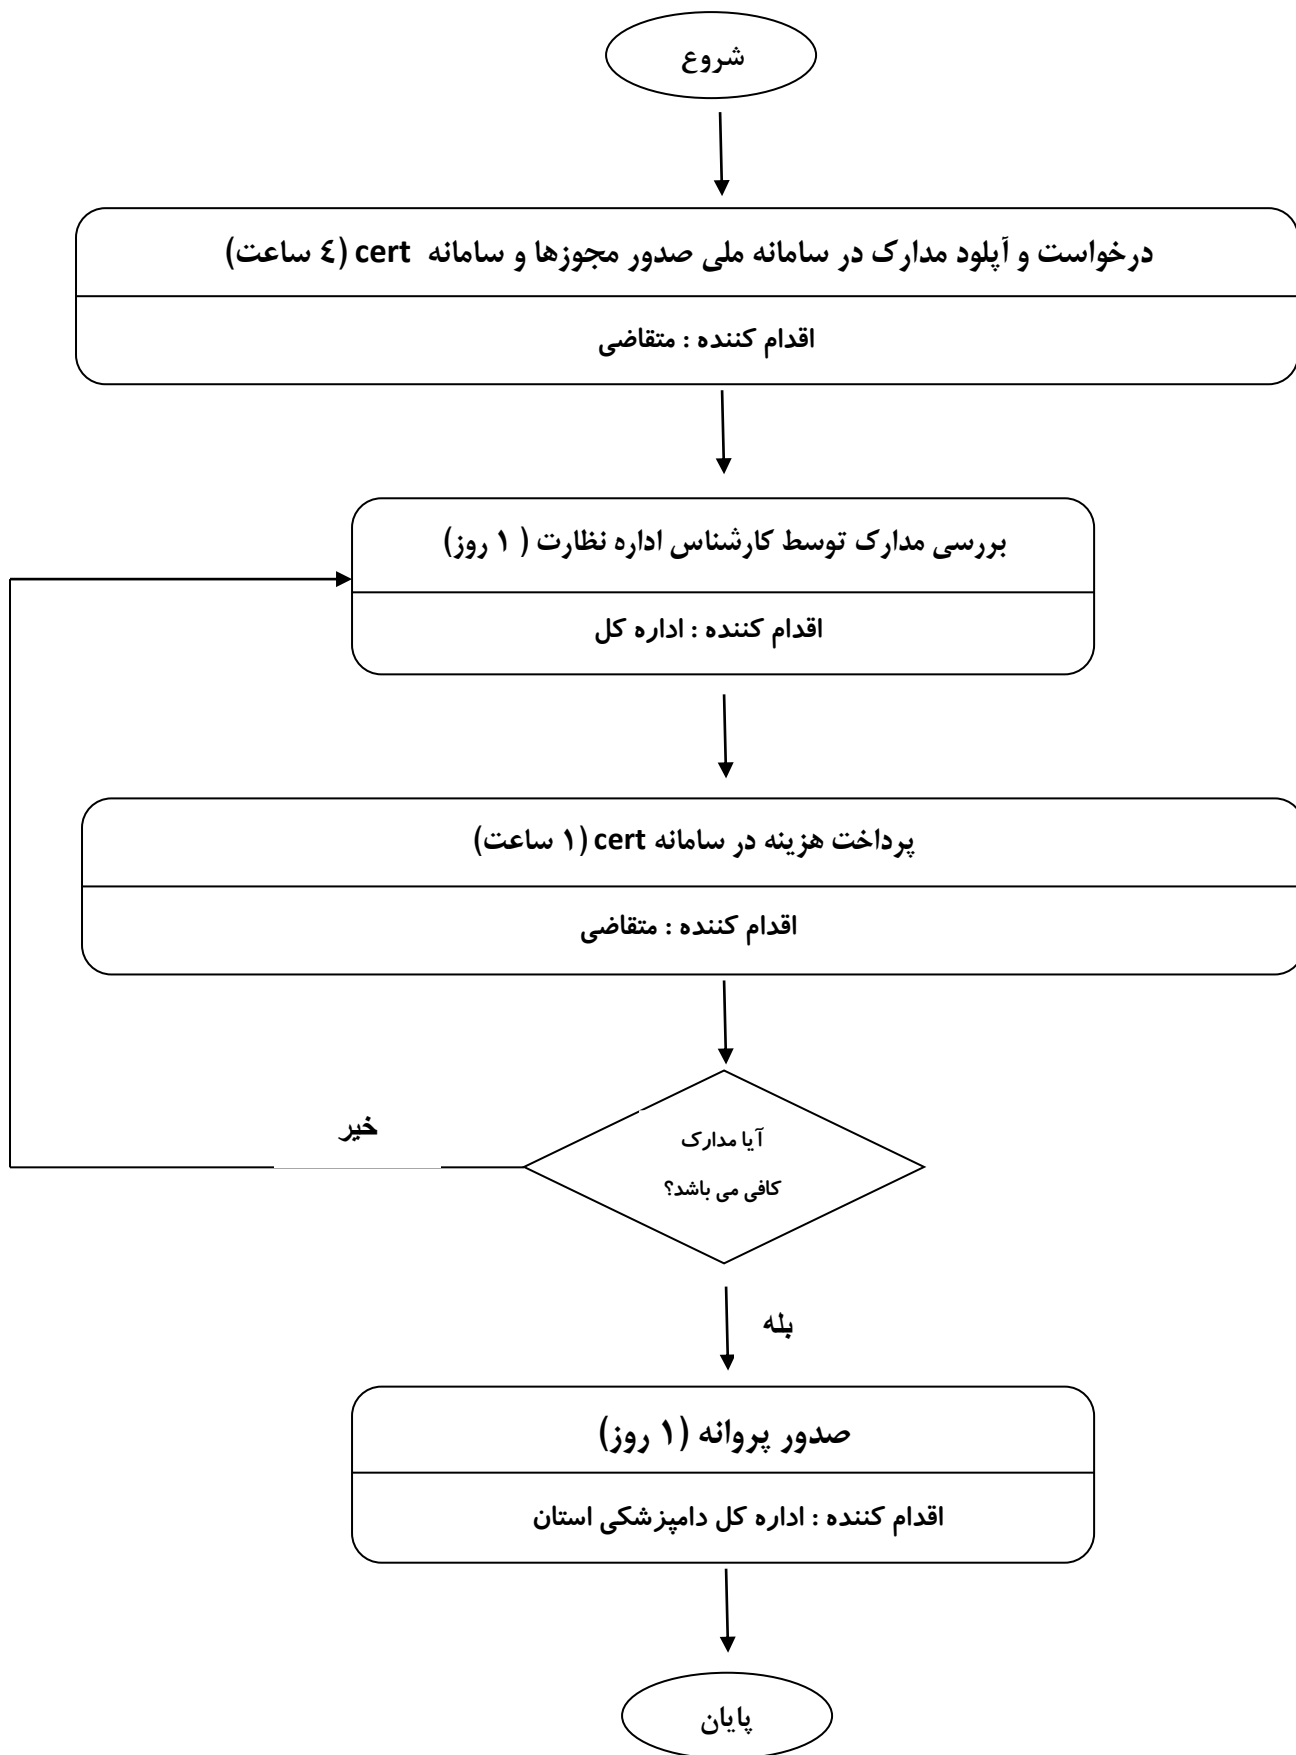 شروع
درخواست و آپلود مدارک در سامانه ملی صدور مجوزها و سامانه cert (٤ ساعت)
اقدام کننده : متقاضی
بررسی مدارک توسط کارشناس اداره نظارت ( ۱ روز)
اقدام کننده : اداره کل
پرداخت هزینه در سامانه cert (۱ ساعت)
اقدام کننده : متقاضی
آیا مدارک
کافی می باشد؟
خیر
بله
صدور پروانه (۱ روز)
اقدام کننده : اداره کل دامپزشکی استان
پایان